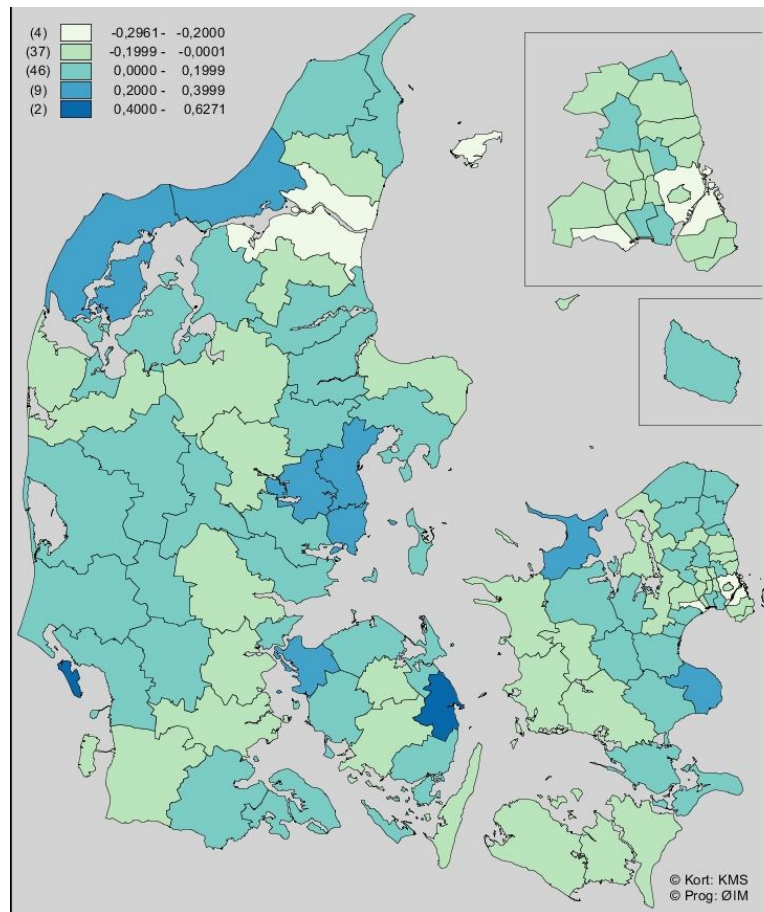 (4) -0,2961 - -0,2000
(37) -0,1999 - -0,0001
(46) 0,0000 - 0,1999
(9) 0,2000 - 0,3999
(2) 0,4000 - 0,6271
© Kort: KMS
© Prog: ØIM